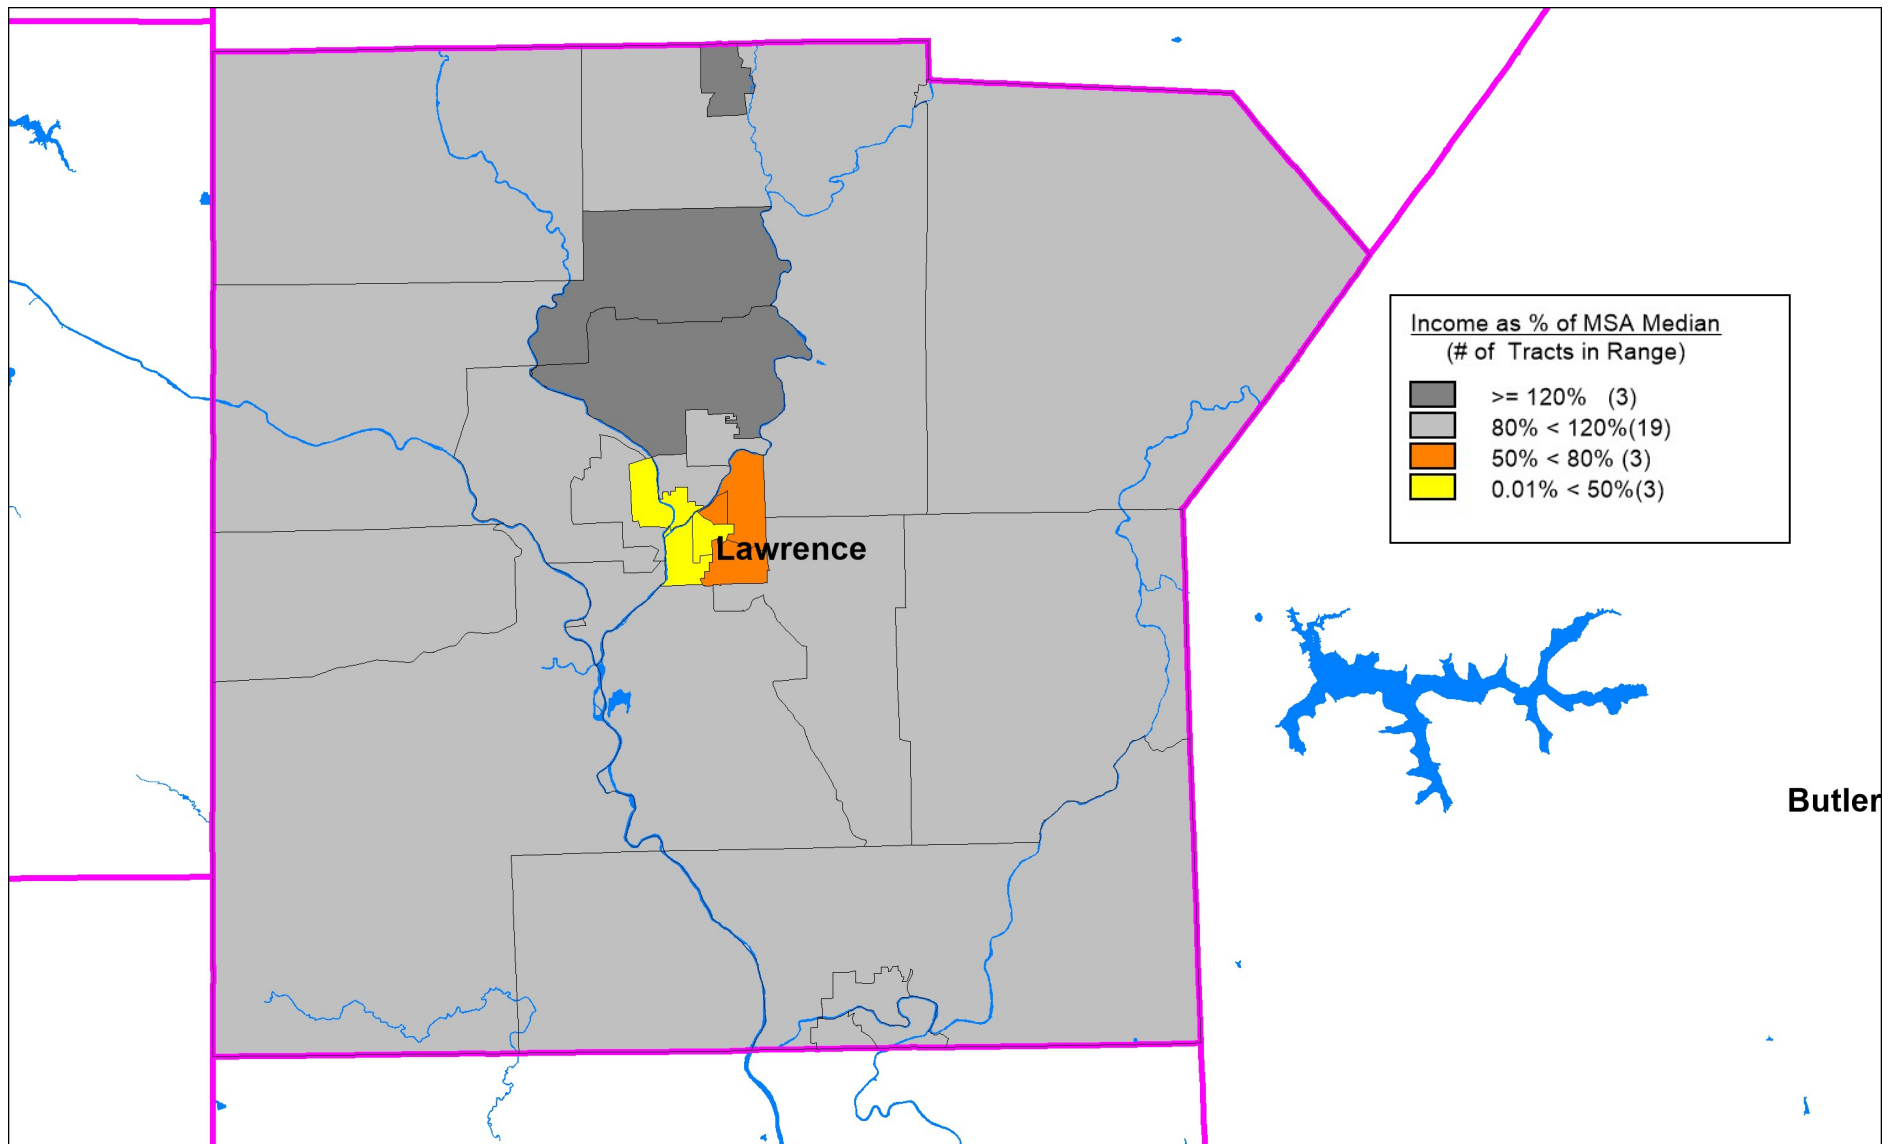 Income as % of MSA Median
(# of Tracts in Range)
>= 120% (3)
80% < 120%(19)
50% < 80% (3)
0.01% < 50%(3)
Lawrence
Butler